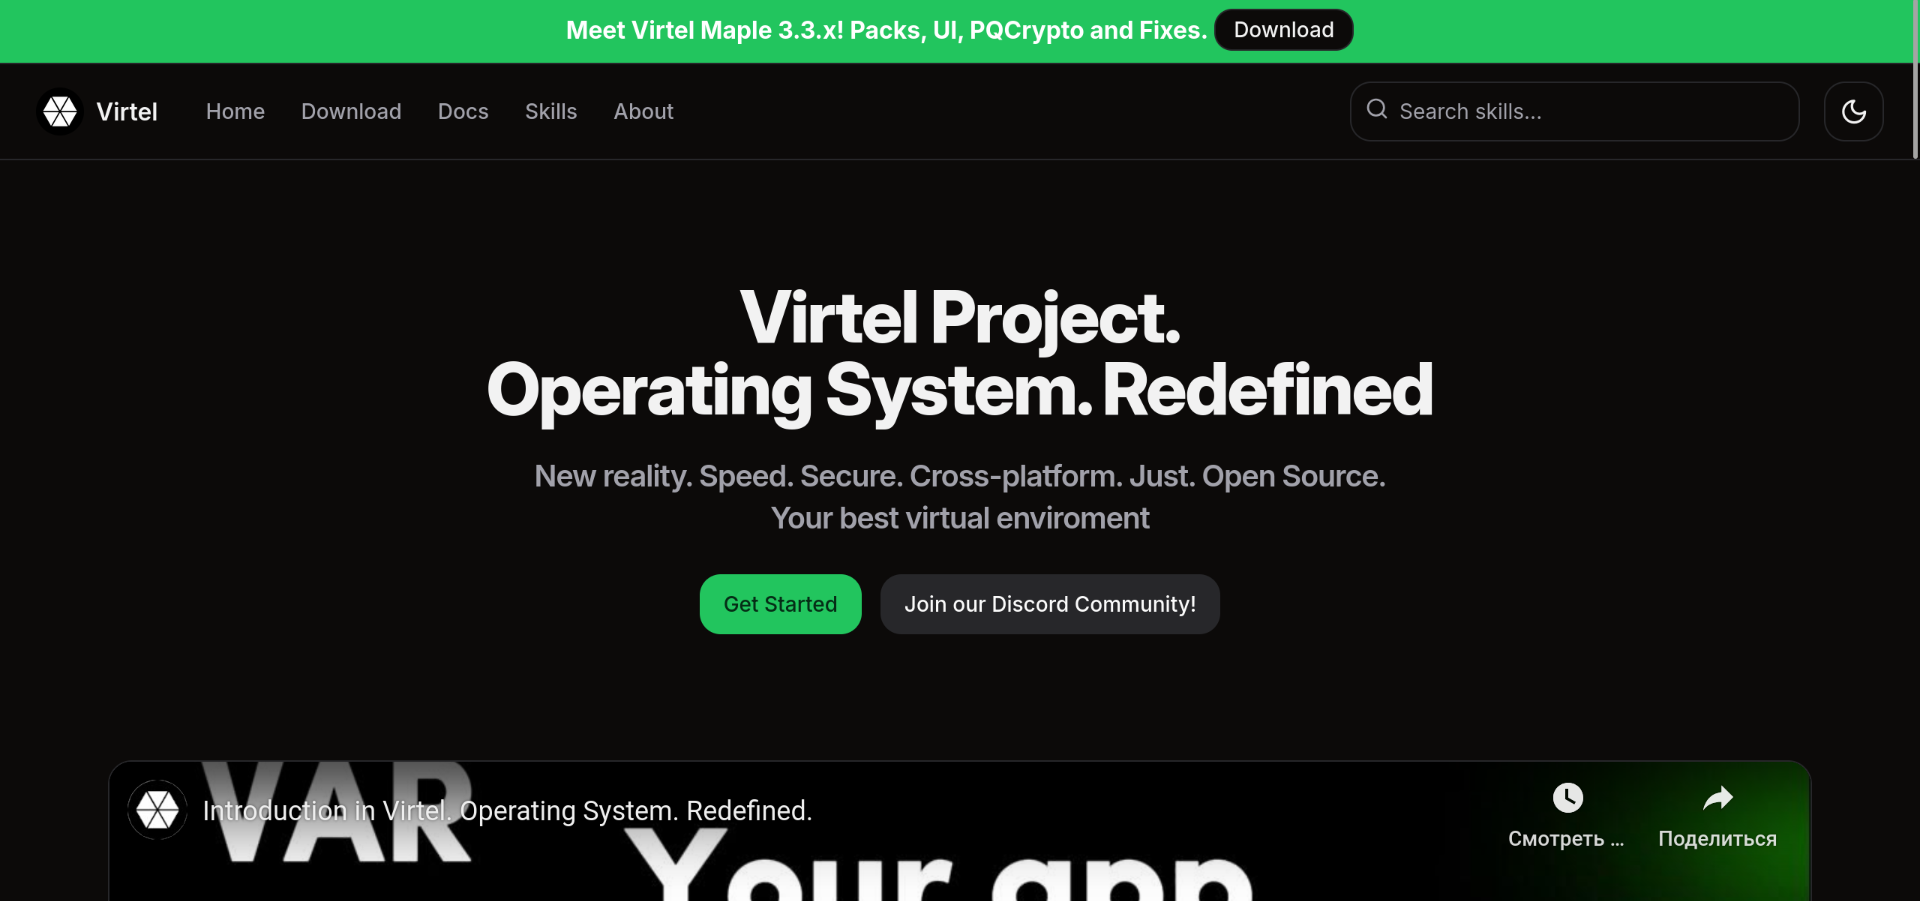 Meet Virtel Maple 3.3.x! Packs, UI, PQCrypto and Fixes. Download
Virtel Home Download Docs Skills About Search skills...
Virtel Project.
Operating System. Redefined
New reality. Speed. Secure. Cross-platform. Just. Open Source.
Your best virtual enviroment
Get Started Join our Discord Community!
VAR
Introduction in Virtel. Operating System. Redefined.
Смотреть ... Поделиться
Your app